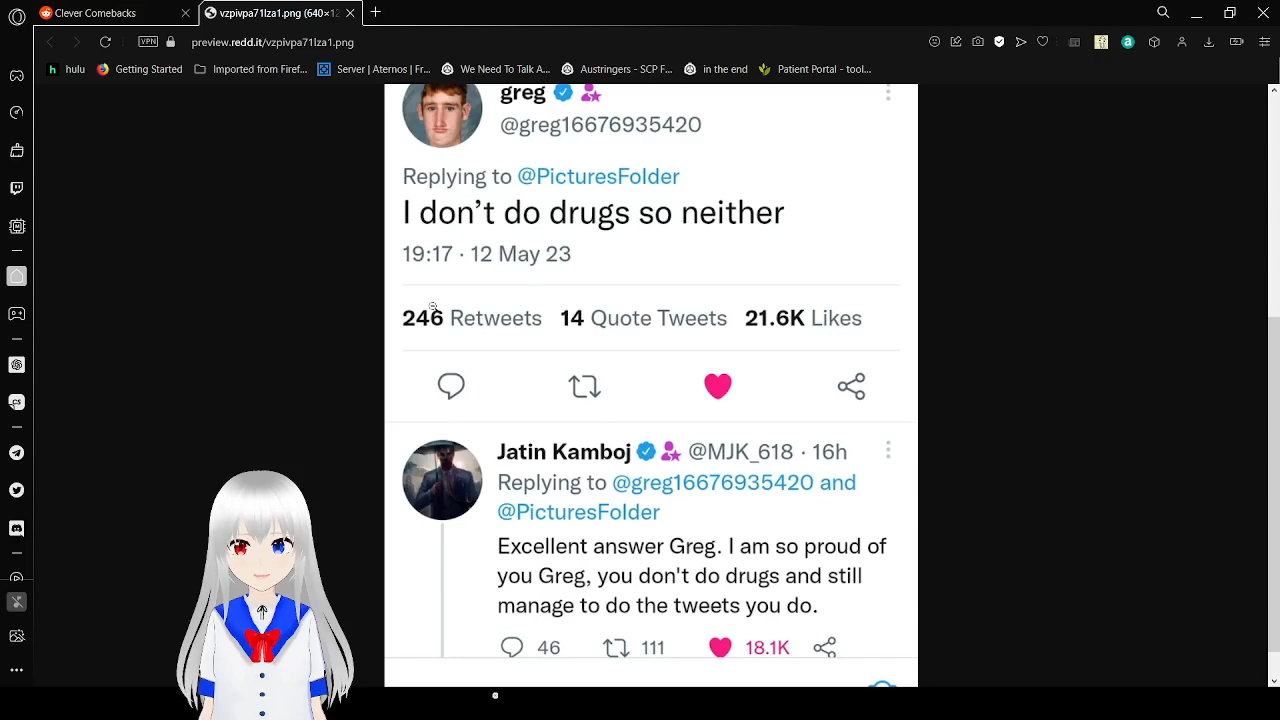 Clever Comebacks
vzpivpa71lza1.png (640×12
VPN
preview.redd.it/vzpivpa71lza1.png
hulu
Getting Started
Imported from Firef...
Server | Aternos | Fr...
We Need To Talk A...
Austringers - SCP F...
in the end
Patient Portal - tool...
greg
@greg16676935420
Replying to @PicturesFolder
I don’t do drugs so neither
19:17 · 12 May 23
246 Retweets 14 Quote Tweets 21.6K Likes
Jatin Kamboj @MJK_618 · 16h
Replying to @greg16676935420 and
@PicturesFolder
Excellent answer Greg. I am so proud of
you Greg, you don't do drugs and still
manage to do the tweets you do.
46 111 18.1K